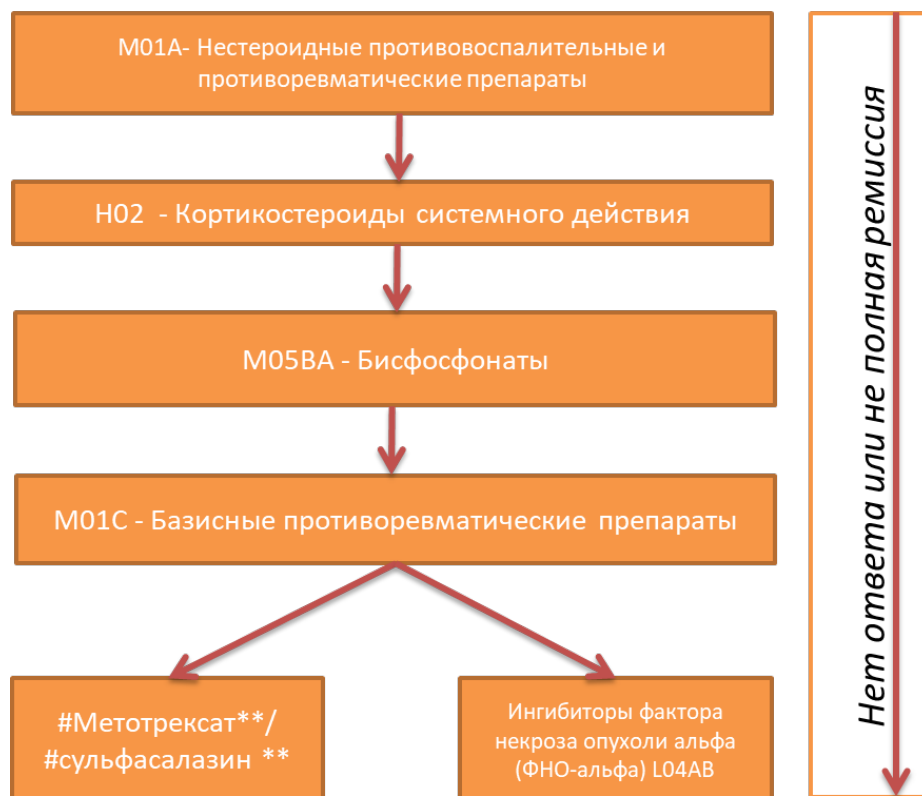 М01А- Нестероидные противовоспалительные и
противоревматические препараты
Н02 - Кортикостероиды системного действия
М05ВА - Бисфосфонаты
М01С - Базисные противоревматические препараты
#Метотрексат**/
#сульфасалазин **
Ингибиторы фактора
некроза опухоли альфа
(ФНО-альфа) L04AB
Нет ответа или не полная ремиссия